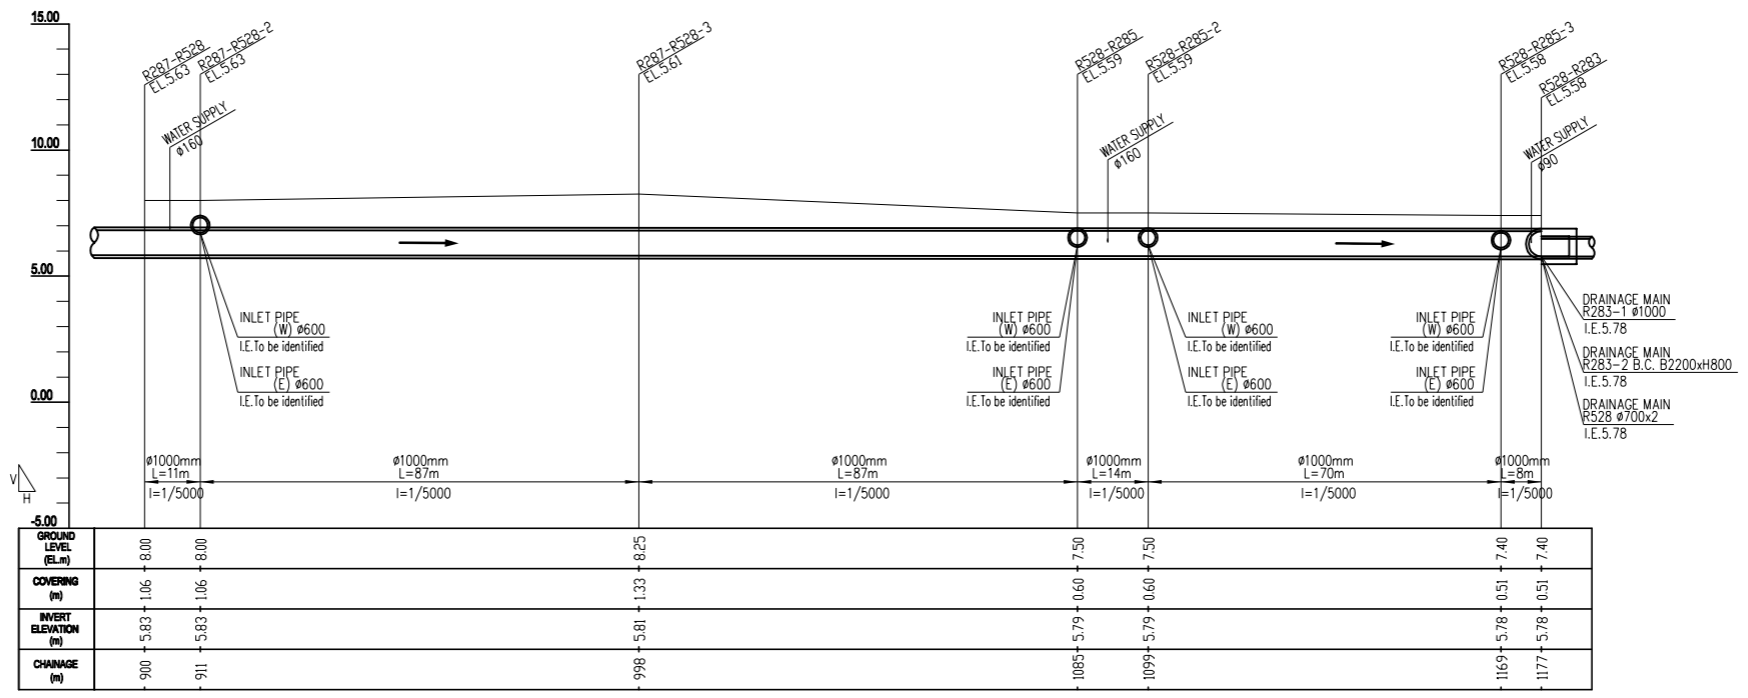 15.00
10.00
5.00
0.00
-5.00
V
H
R287-R528
EL.5.63
R287-R528-2
EL.5.63
R287-R528-3
EL.5.61
R528-R285
EL.5.59
R528-R285-2
EL.5.59
R528-R285-3
EL.5.58
R528-R283
EL.5.58
WATER SUPPLY
ø160
WATER SUPPLY
ø160
WATER SUPPLY
ø90
INLET PIPE
(W) ø600
I.E.To be identified
INLET PIPE
(E) ø600
I.E.To be identified
INLET PIPE
(W) ø600
I.E.To be identified
INLET PIPE
(E) ø600
I.E.To be identified
INLET PIPE
(W) ø600
I.E.To be identified
INLET PIPE
(E) ø600
I.E.To be identified
INLET PIPE
(W) ø600
I.E.To be identified
INLET PIPE
(E) ø600
I.E.To be identified
DRAINAGE MAIN
R283-1 ø1000
I.E.5.78
DRAINAGE MAIN
R283-2 B.C. B2200xH800
I.E.5.78
DRAINAGE MAIN
R528 ø700x2
I.E.5.78
ø1000mm
L=11m
I=1/5000
ø1000mm
L=87m
I=1/5000
ø1000mm
L=87m
I=1/5000
ø1000mm
L=14m
I=1/5000
ø1000mm
L=70m
I=1/5000
ø1000mm
L=8m
I=1/5000
GROUND
LEVEL
(EL.m)
8.00 8.00 8.25 7.50 7.50 7.40 7.40
COVERING
(m)
1.06 1.06 1.33 0.60 0.60 0.51 0.51
INVERT
ELEVATION
(m)
5.83 5.83 5.81 5.79 5.79 5.78 5.78
CHAINAGE
(m)
900 911 998 1085 1099 1169 1177